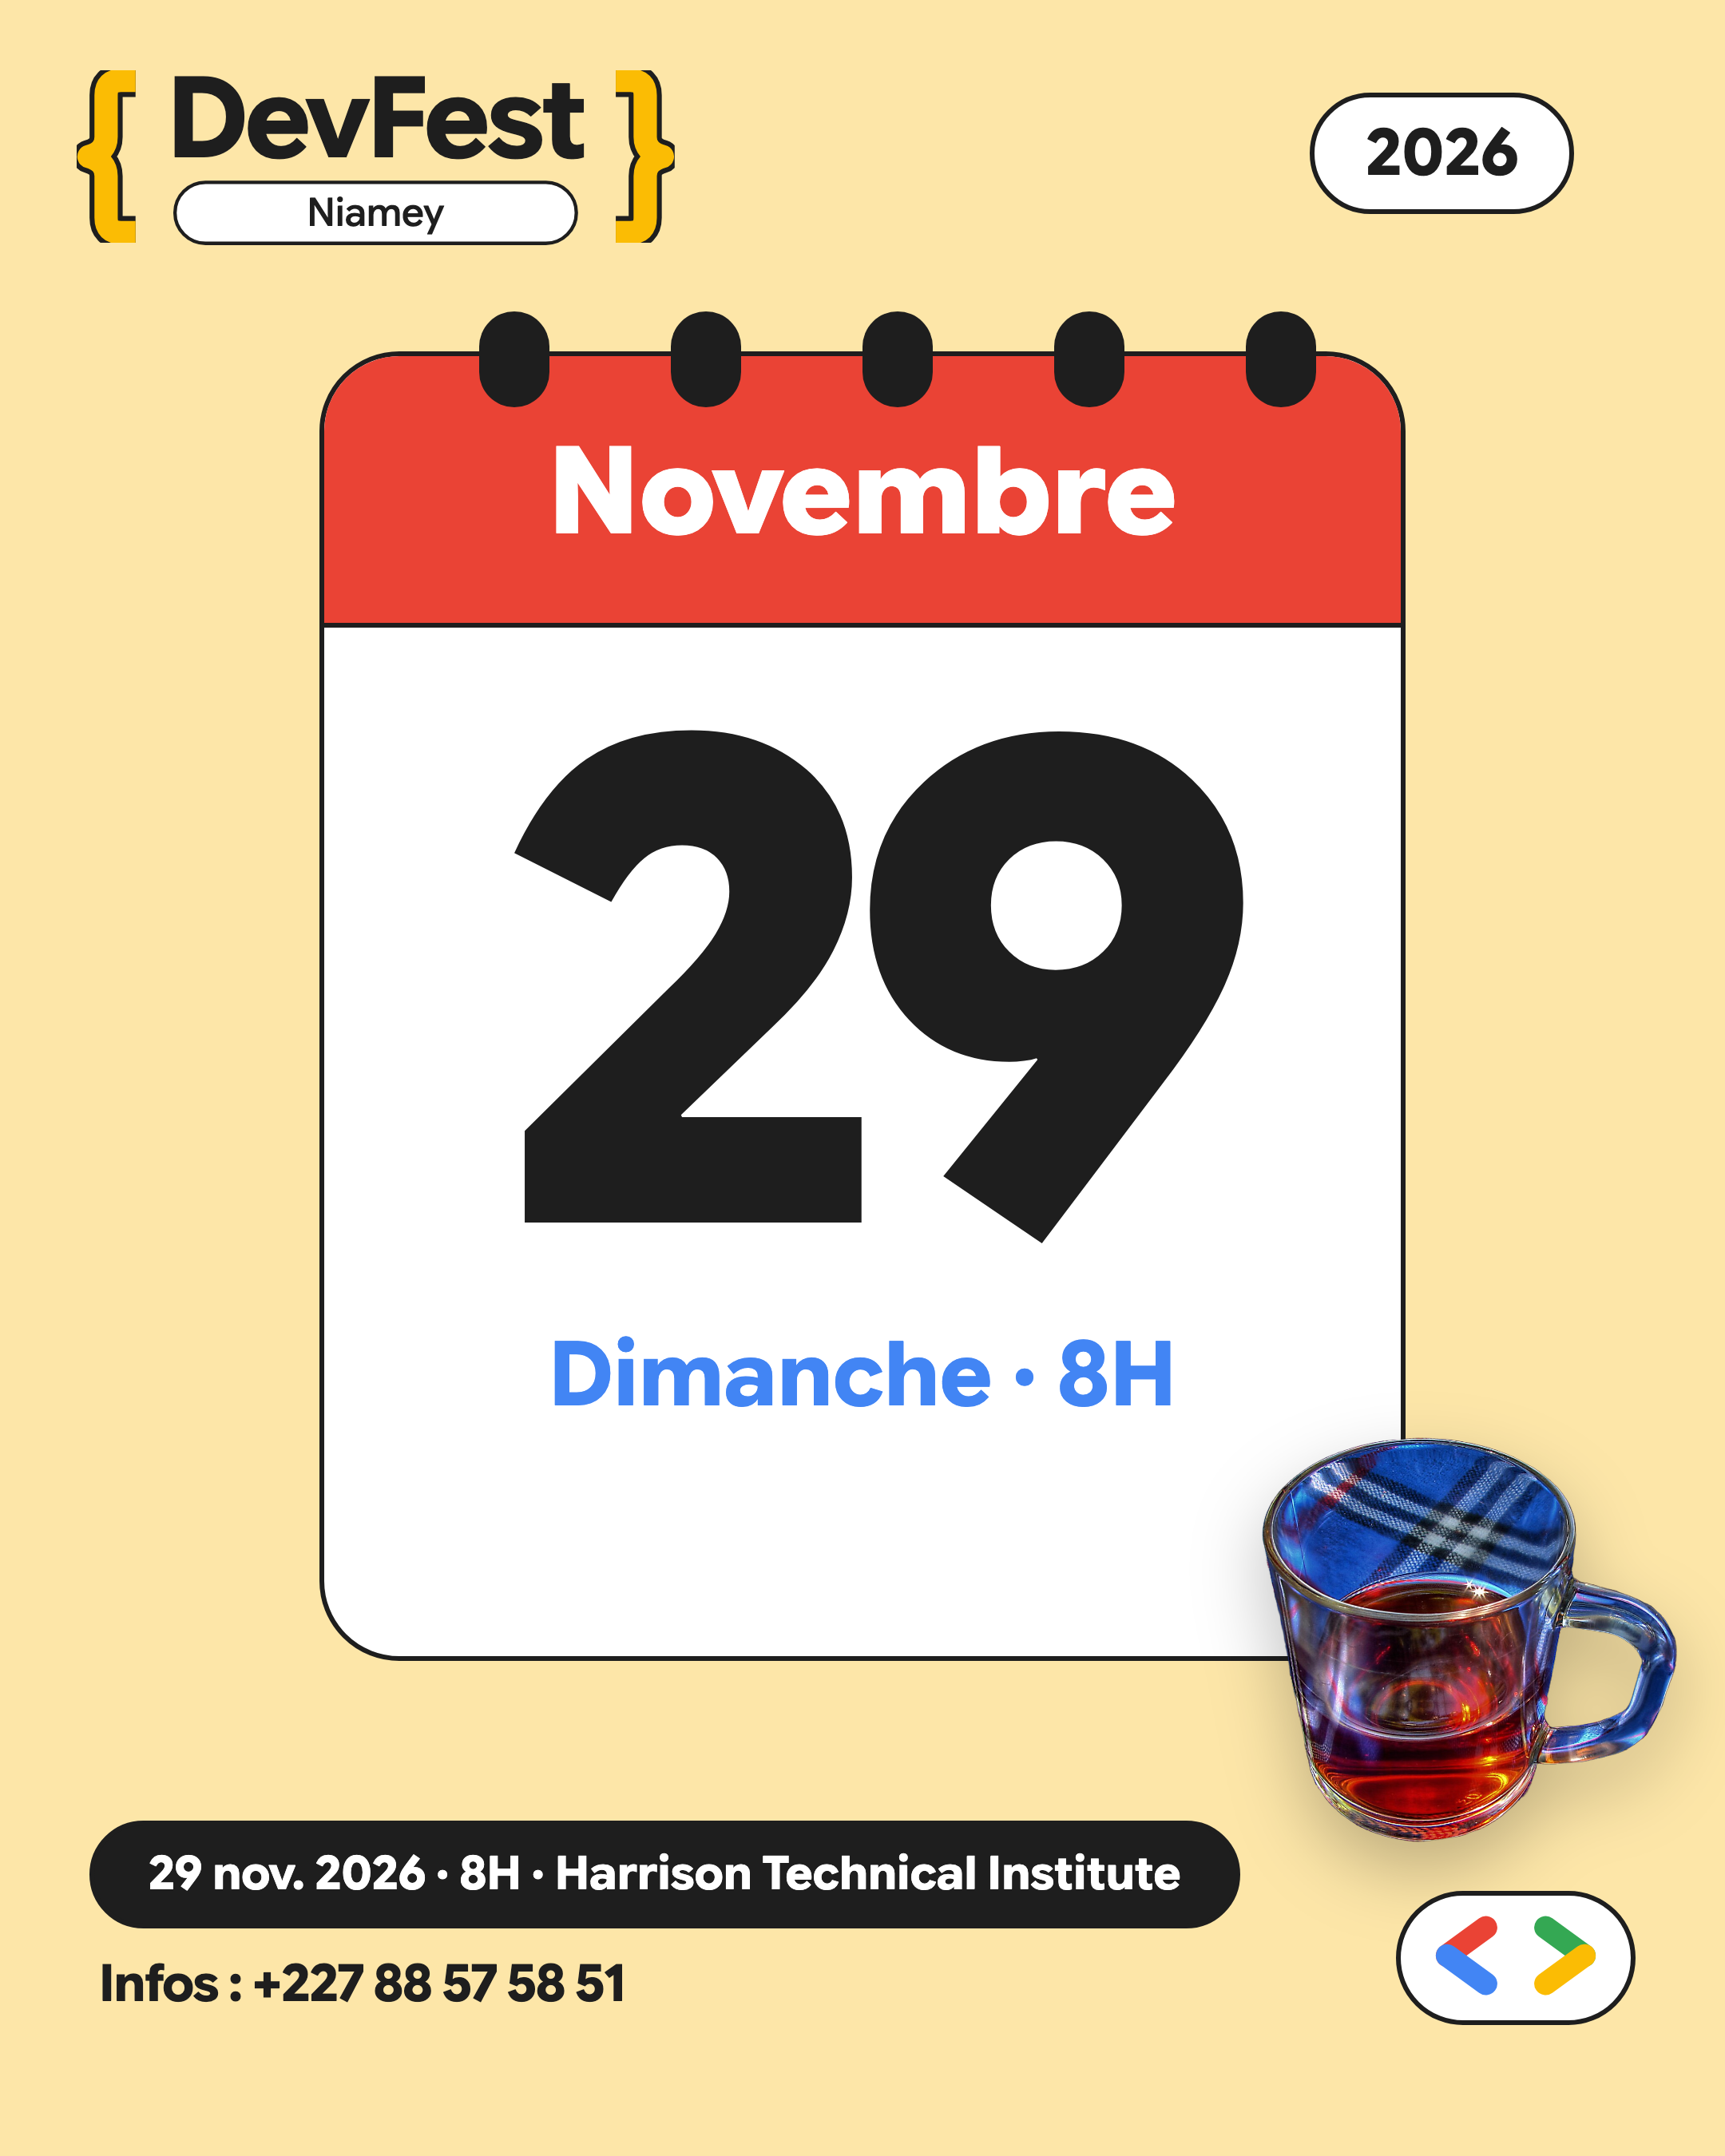 DevFest
Niamey
2026
Novembre
29
Dimanche · 8H
29 nov. 2026 · 8H · Harrison Technical Institute
Infos : +227 88 57 58 51